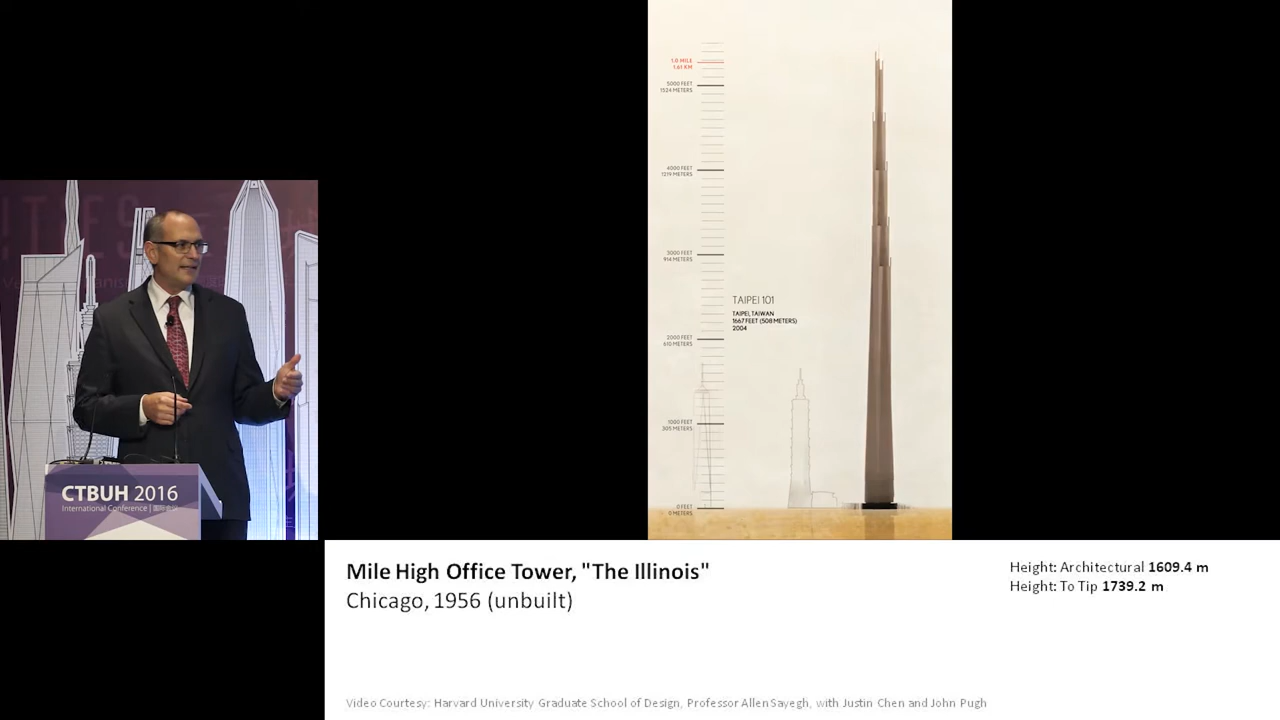 1.0 MILE
1.61 KM
5000 FEET
1524 METERS
4000 FEET
1219 METERS
3000 FEET
914 METERS
TAIPEI 101
TAIPEI, TAIWAN
1667 FEET (508 METERS)
2004
2000 FEET
610 METERS
1000 FEET
305 METERS
0 FEET
0 METERS
CTBUH 2016
International Conference | 国际会议
Mile High Office Tower, "The Illinois"
Chicago, 1956 (unbuilt)
Height: Architectural 1609.4 m
Height: To Tip 1739.2 m
Video Courtesy: Harvard University Graduate School of Design, Professor Allen Sayegh, with Justin Chen and John Pugh